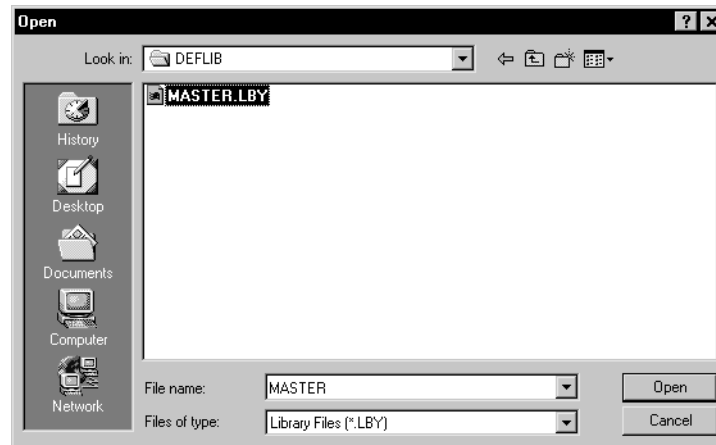 Open
Look in: DEFLIB
MASTER.LBY
History
Desktop
Documents
Computer
Network
File name: MASTER Open
Files of type: Library Files (*.LBY) Cancel